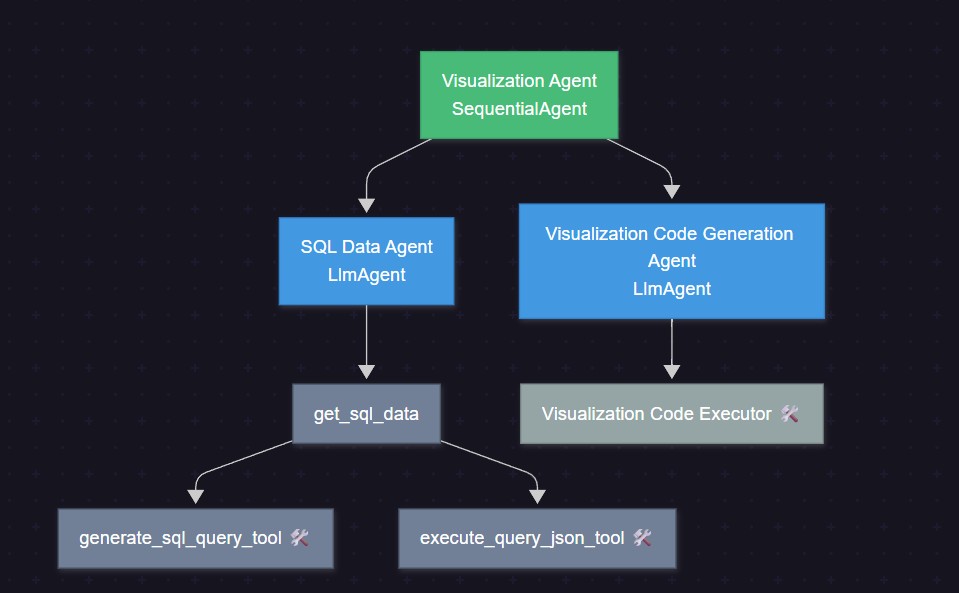 Visualization Agent
SequentialAgent
SQL Data Agent
LlmAgent
Visualization Code Generation
Agent
LlmAgent
get_sql_data
Visualization Code Executor 🛠
generate_sql_query_tool 🛠
execute_query_json_tool 🛠